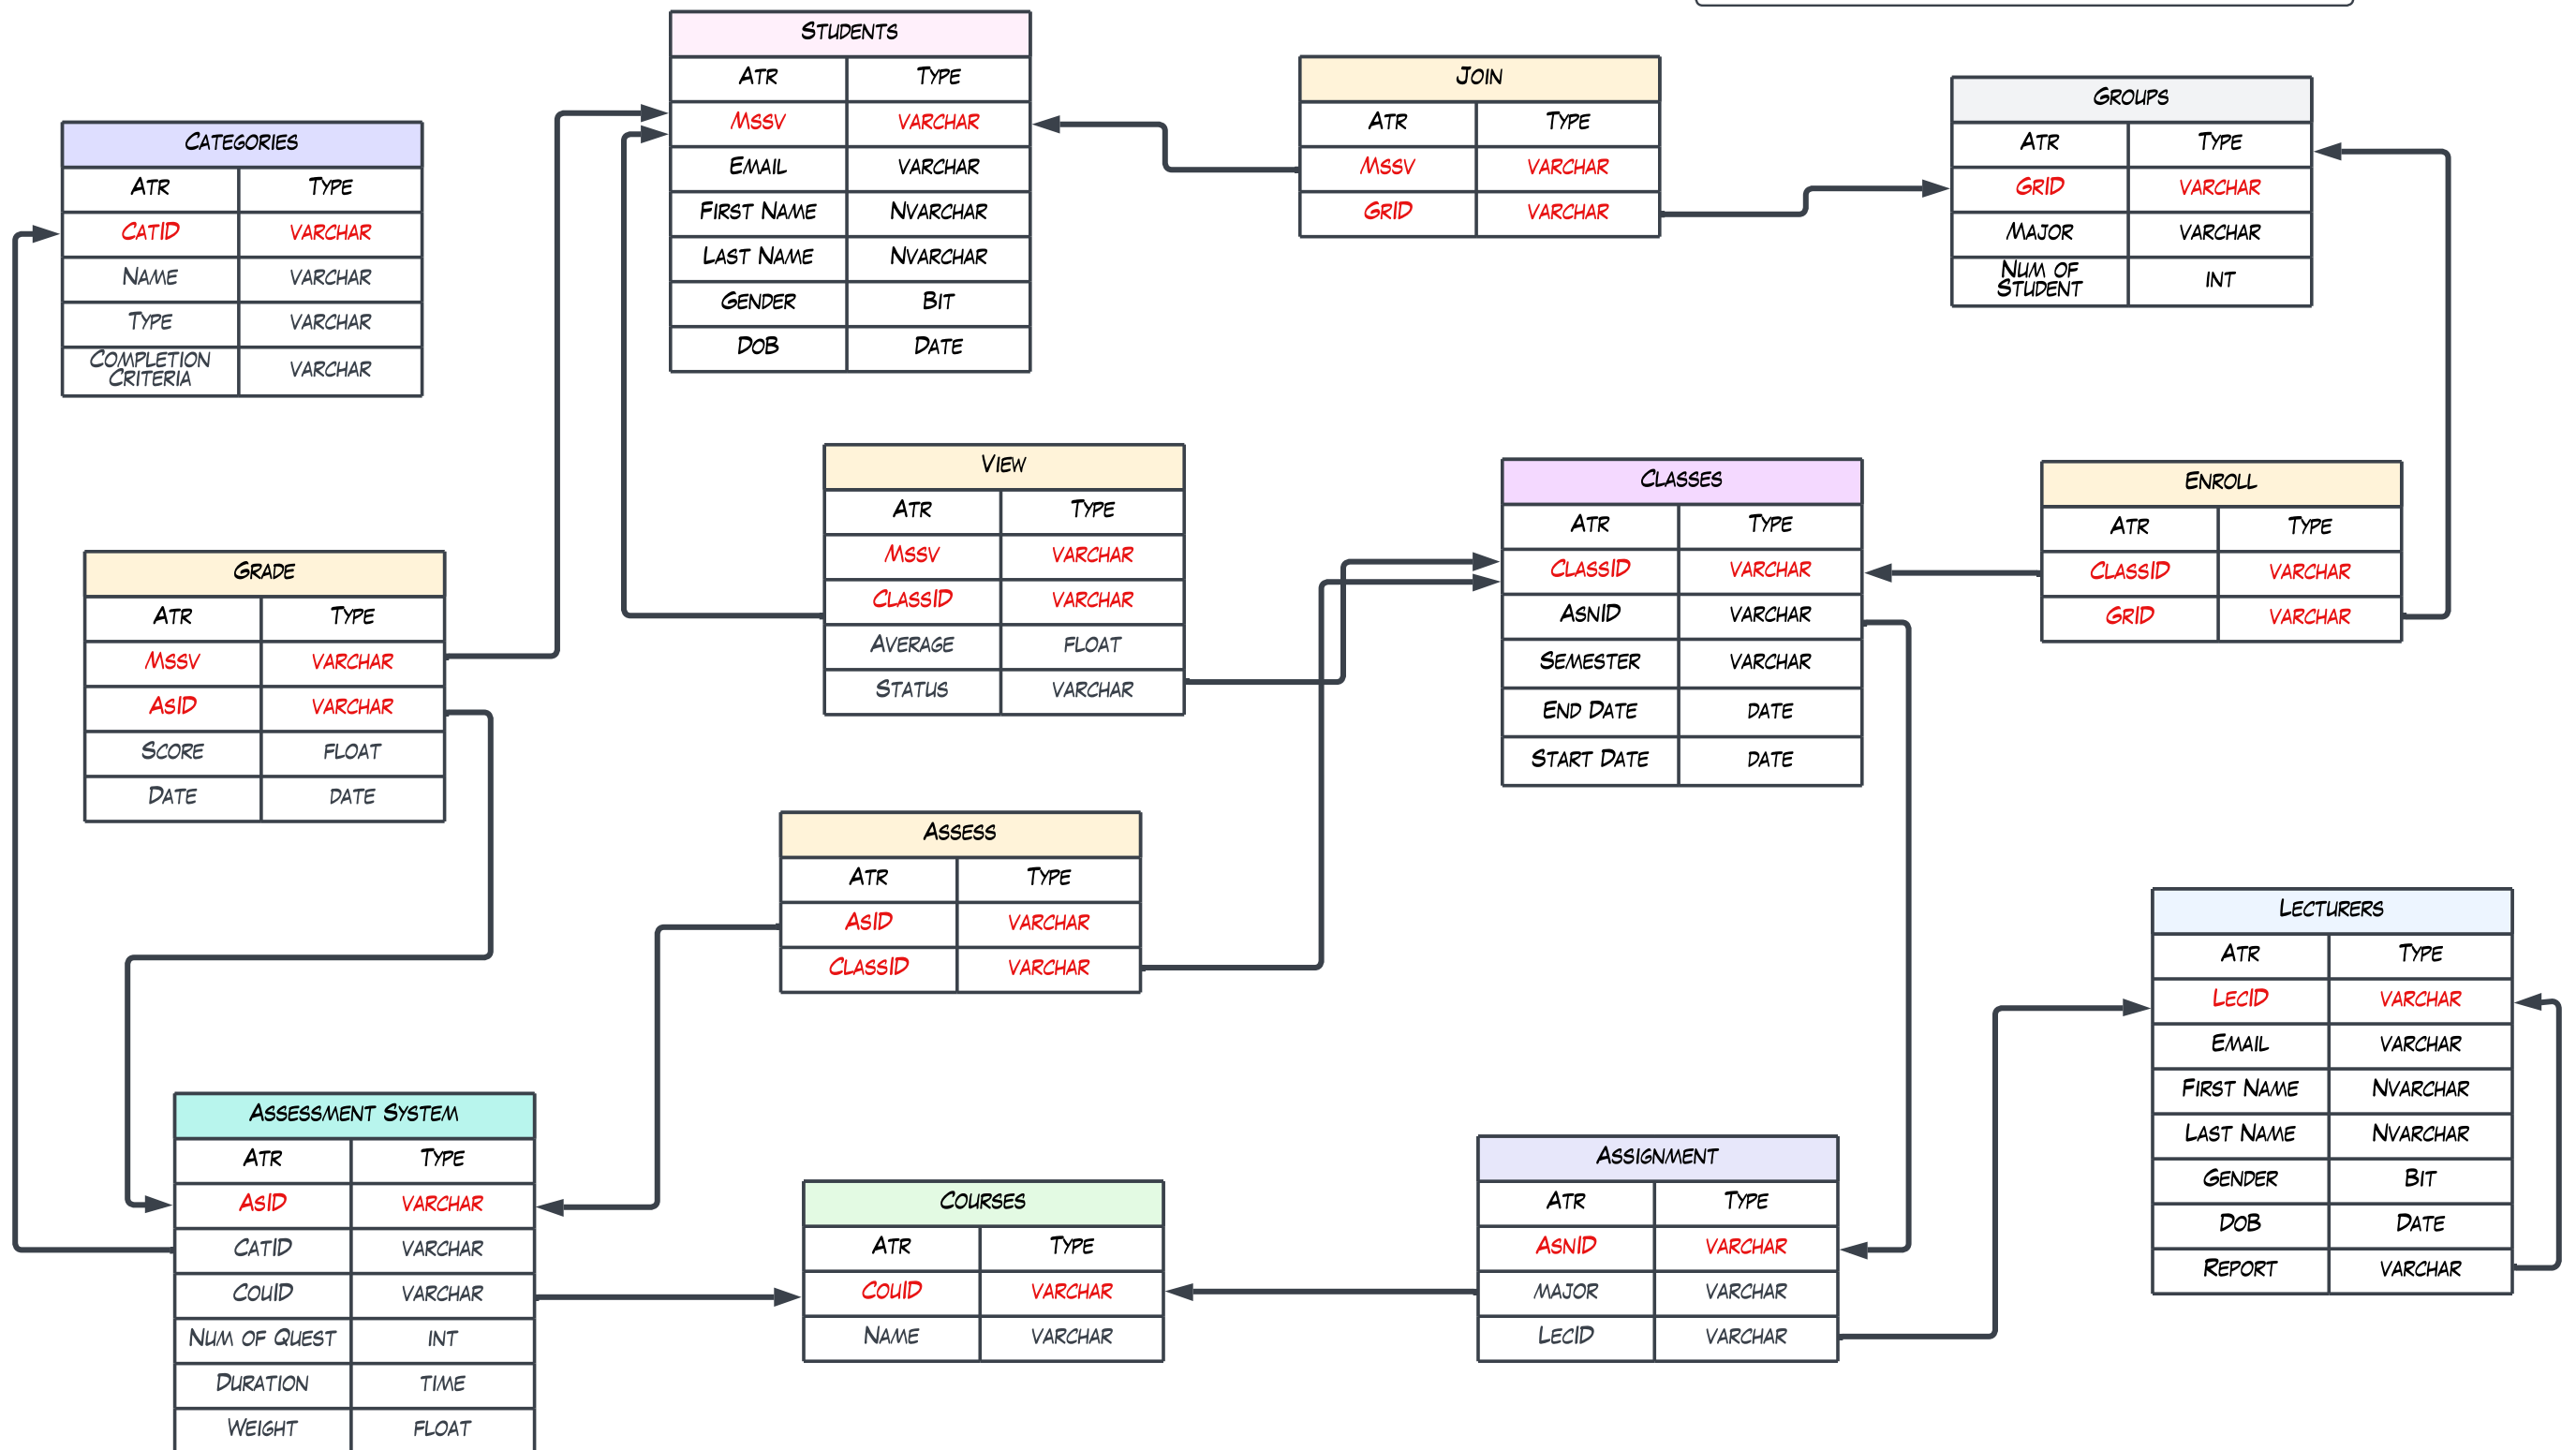 Students
Atr Type
Mssv varchar
Email varchar
First Name Nvarchar
Last Name Nvarchar
Gender Bit
DoB Date
Join
Atr Type
Mssv varchar
GrID varchar
Groups
Atr Type
GrID varchar
Major varchar
Num of
Student int
Categories
Atr Type
CatID varchar
Name varchar
Type varchar
Completion
Criteria varchar
View
Atr Type
Mssv varchar
ClassID varchar
Average float
Status varchar
Classes
Atr Type
ClassID varchar
AsnID varchar
Semester varchar
End Date date
Start Date date
Enroll
Atr Type
ClassID varchar
GrID varchar
Grade
Atr Type
Mssv varchar
AsID varchar
Score float
Date date
Assess
Atr Type
AsID varchar
ClassID varchar
Lecturers
Atr Type
LecID varchar
Email varchar
First Name Nvarchar
Last Name Nvarchar
Gender Bit
DoB Date
Report varchar
Assessment System
Atr Type
AsID varchar
CatID varchar
CouID varchar
Num of Quest int
Duration time
Weight float
Courses
Atr Type
CouID varchar
Name varchar
Assignment
Atr Type
AsnID varchar
major varchar
LecID varchar